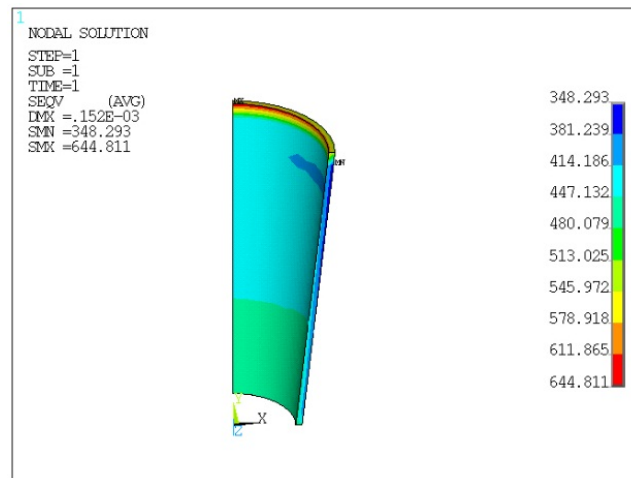 1
NODAL SOLUTION
STEP=1
SUB =1
TIME=1
SEQV (AVG)
DMX =.152E-03
SMN =348.293
SMX =644.811
MX
MN
348.293
381.239
414.186
447.132
480.079
513.025
545.972
578.918
611.865
644.811
Y
X
Z